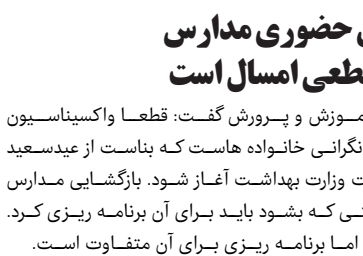 حضوری مدارس
قطعی امسال است
موزش و پرورش گفت: قطعا واکسیناسیون
نگرانی خانواده هاست که بناست از عیدسعید
وزارت بهداشت آغاز شود. بازگشایی مدارس
که بشود باید برای آن برنامه ریزی کرد.
اما برنامه ریزی برای آن متفاوت است.